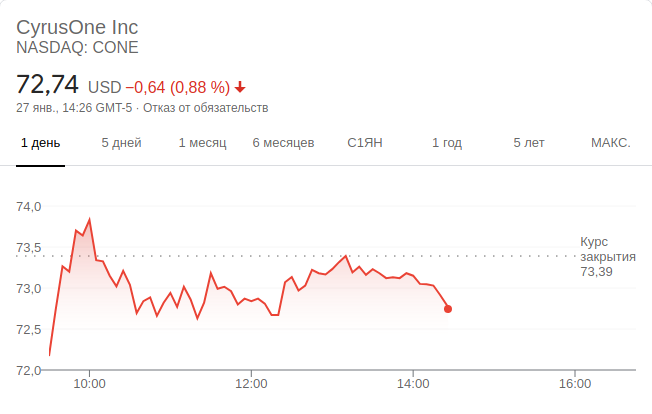 CyrusOne Inc
NASDAQ: CONE
72,74 USD −0,64 (0,88 %)
27 янв., 14:26 GMT-5 · Отказ от обязательств
1 день 5 дней 1 месяц 6 месяцев С1ЯН 1 год 5 лет МАКС.
74,0
73,5
73,0
72,5
72,0
Курс
закрытия
73,39
10:00 12:00 14:00 16:00